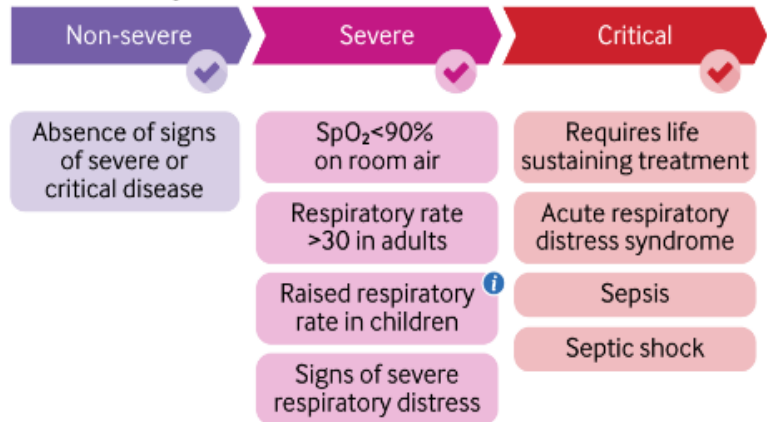 Non-severe
Severe
Critical
Absence of signs
of severe or
critical disease
SpO₂<90%
on room air
Respiratory rate
>30 in adults
Raised respiratory
rate in children
i
Signs of severe
respiratory distress
Requires life
sustaining treatment
Acute respiratory
distress syndrome
Sepsis
Septic shock